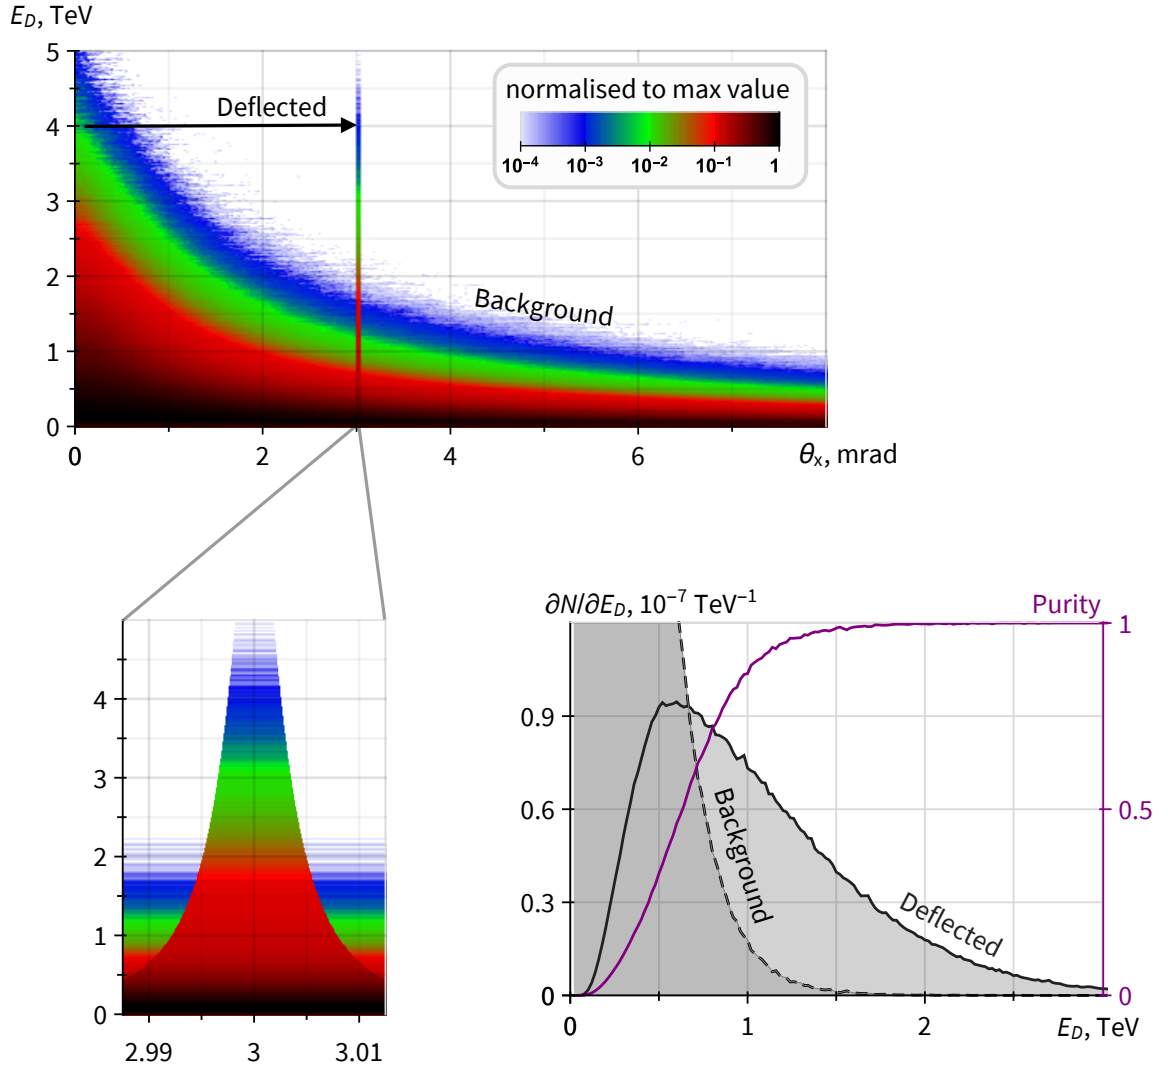 E_D, TeV
5
4
3
2
1
0
Deflected
normalised to max value
10⁻⁴ 10⁻³ 10⁻² 10⁻¹ 1
Background
0 2 4 6 θₓ, mrad
4
3
2
1
0
2.99 3 3.01
∂N/∂E_D, 10⁻⁷ TeV⁻¹ Purity
0.9
0.6
0.3
0
1
0.5
0
Background
Deflected
0 1 2 E_D, TeV